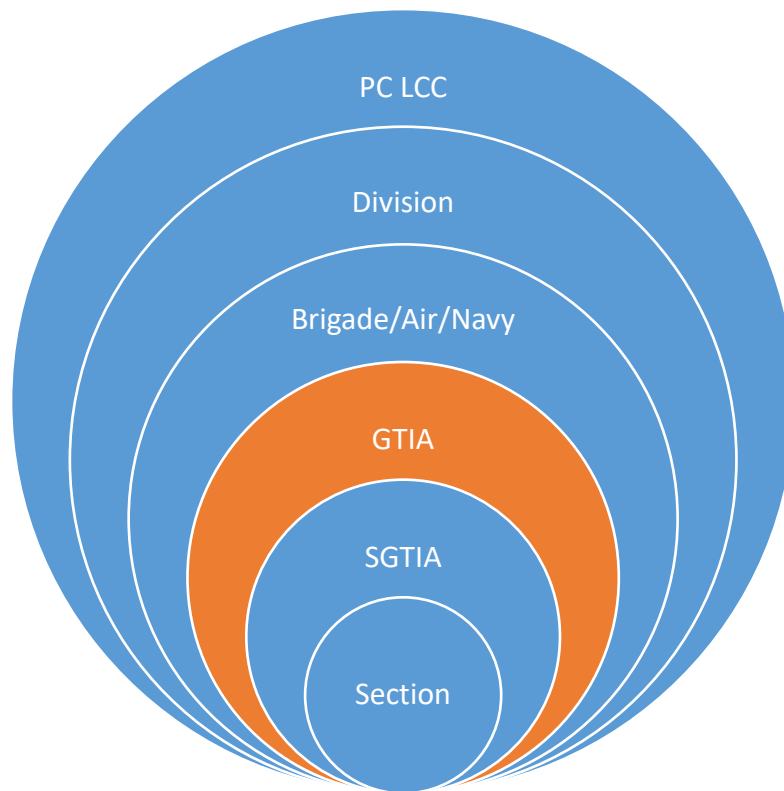 PC LCC
Division
Brigade/Air/Navy
GTIA
SGTIA
Section